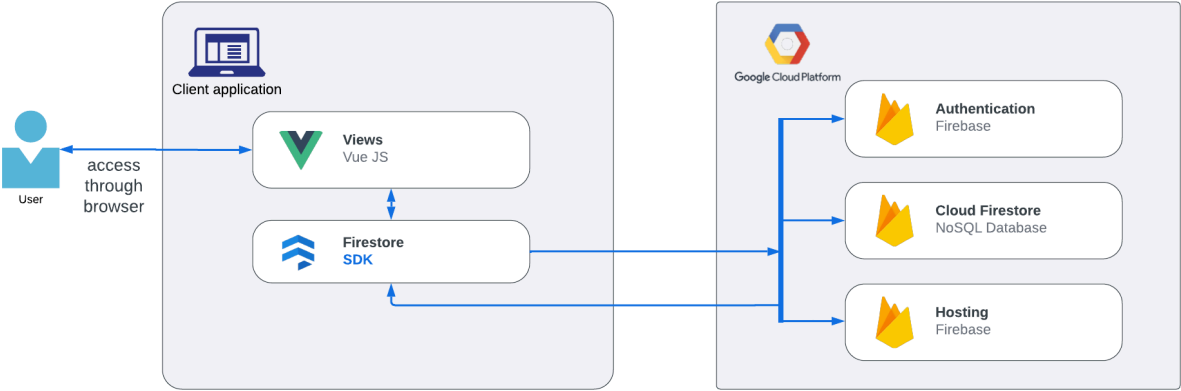 Client application
Views
Vue JS
Firestore
SDK
User
access
through
browser
Google Cloud Platform
Authentication
Firebase
Cloud Firestore
NoSQL Database
Hosting
Firebase